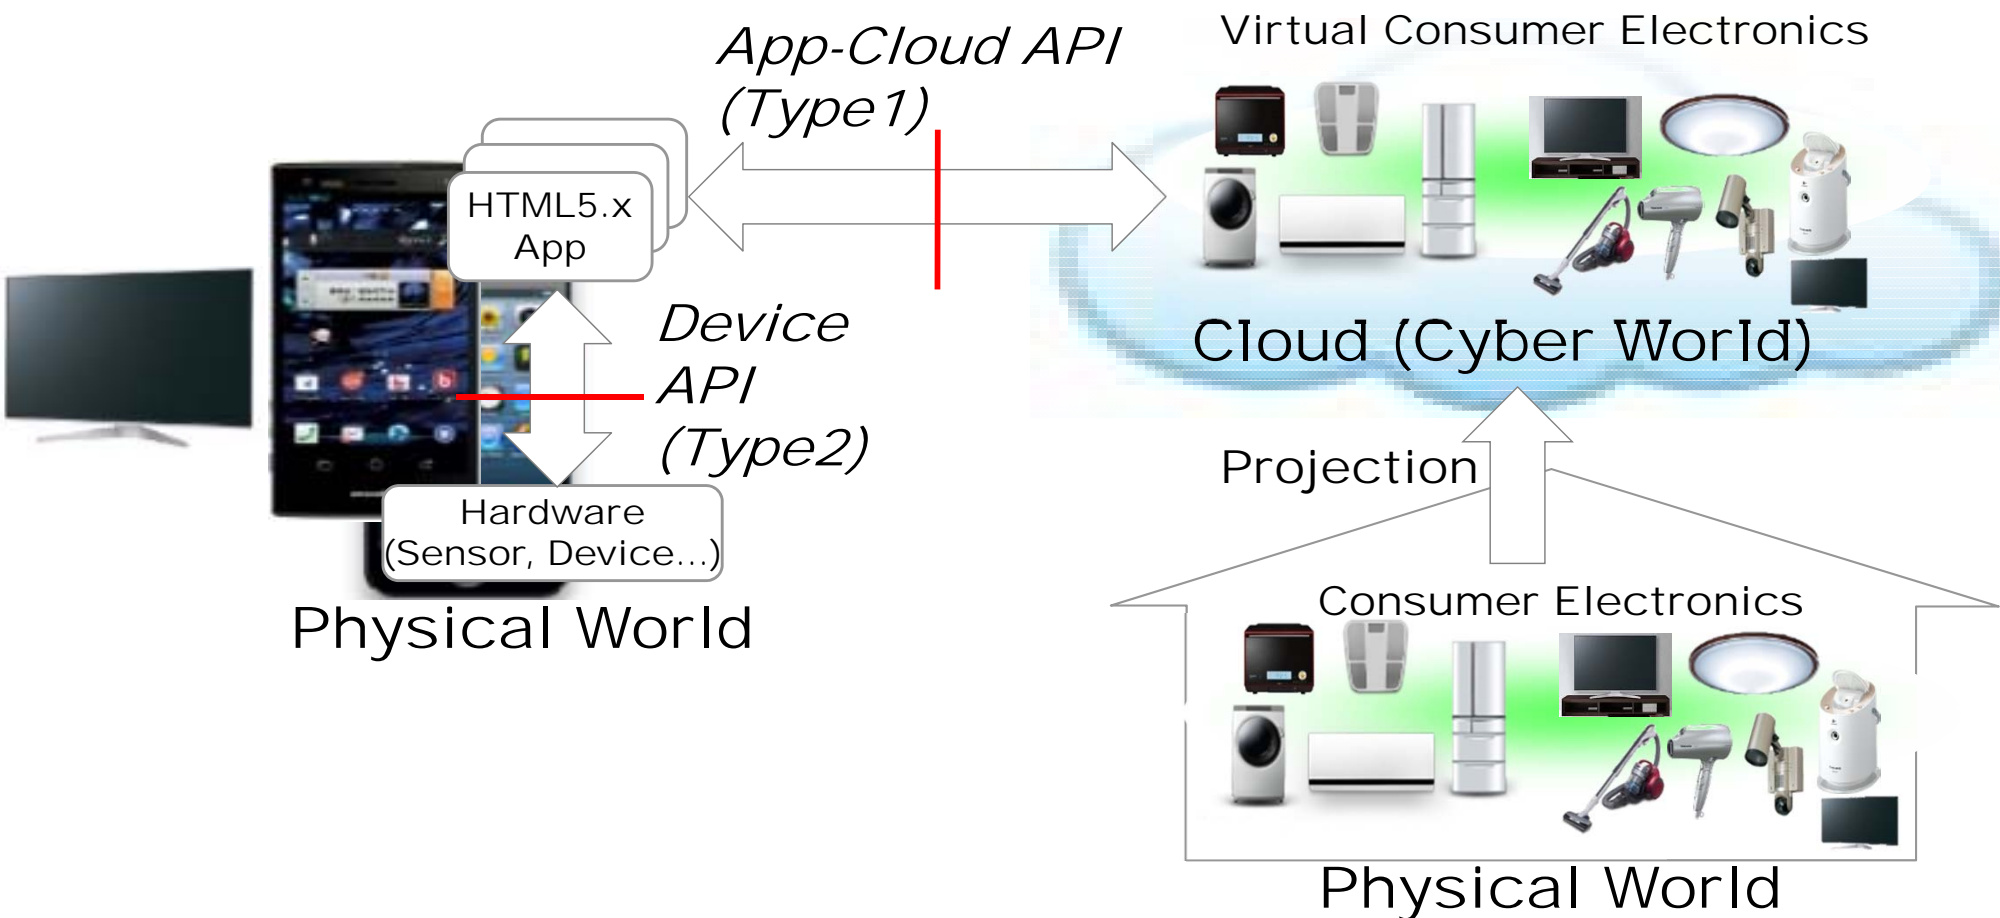 App-Cloud API
(Type1)
Virtual Consumer Electronics
HTML5.x
App
Device
API
(Type2)
Cloud (Cyber World)
Projection
Hardware
(Sensor, Device...)
Physical World
Consumer Electronics
Physical World